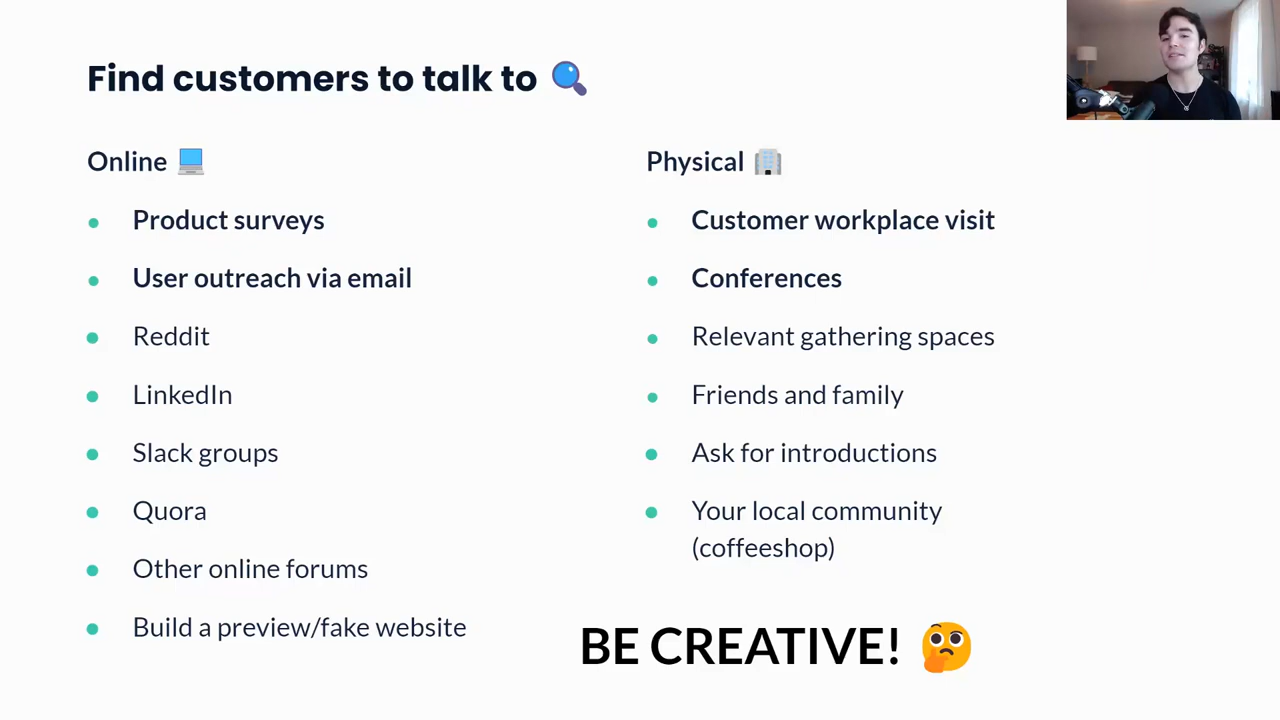 Find customers to talk to 🔍
Online 💻
Product surveys
User outreach via email
Reddit
LinkedIn
Slack groups
Quora
Other online forums
Build a preview/fake website
Physical 🏢
Customer workplace visit
Conferences
Relevant gathering spaces
Friends and family
Ask for introductions
Your local community
(coffeeshop)
BE CREATIVE! 🤔